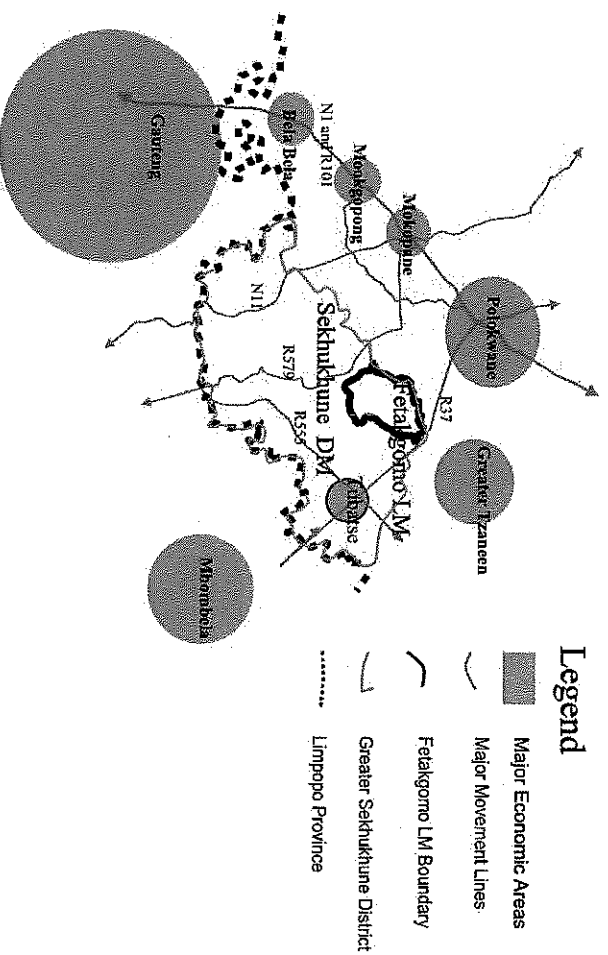 Polokwane
Greater Tzaneen
Mokopane
R37
Mookgopong
Fetakgomo LM
N1 and R101
Tubatse
Bela Bela
Sekhukhune DM
R579
R555
N11
Mbombela
Gauteng
Legend
Major Economic Areas
Major Movement Lines
Fetakgomo LM Boundary
Greater Sekhukhune District
Limpopo Province